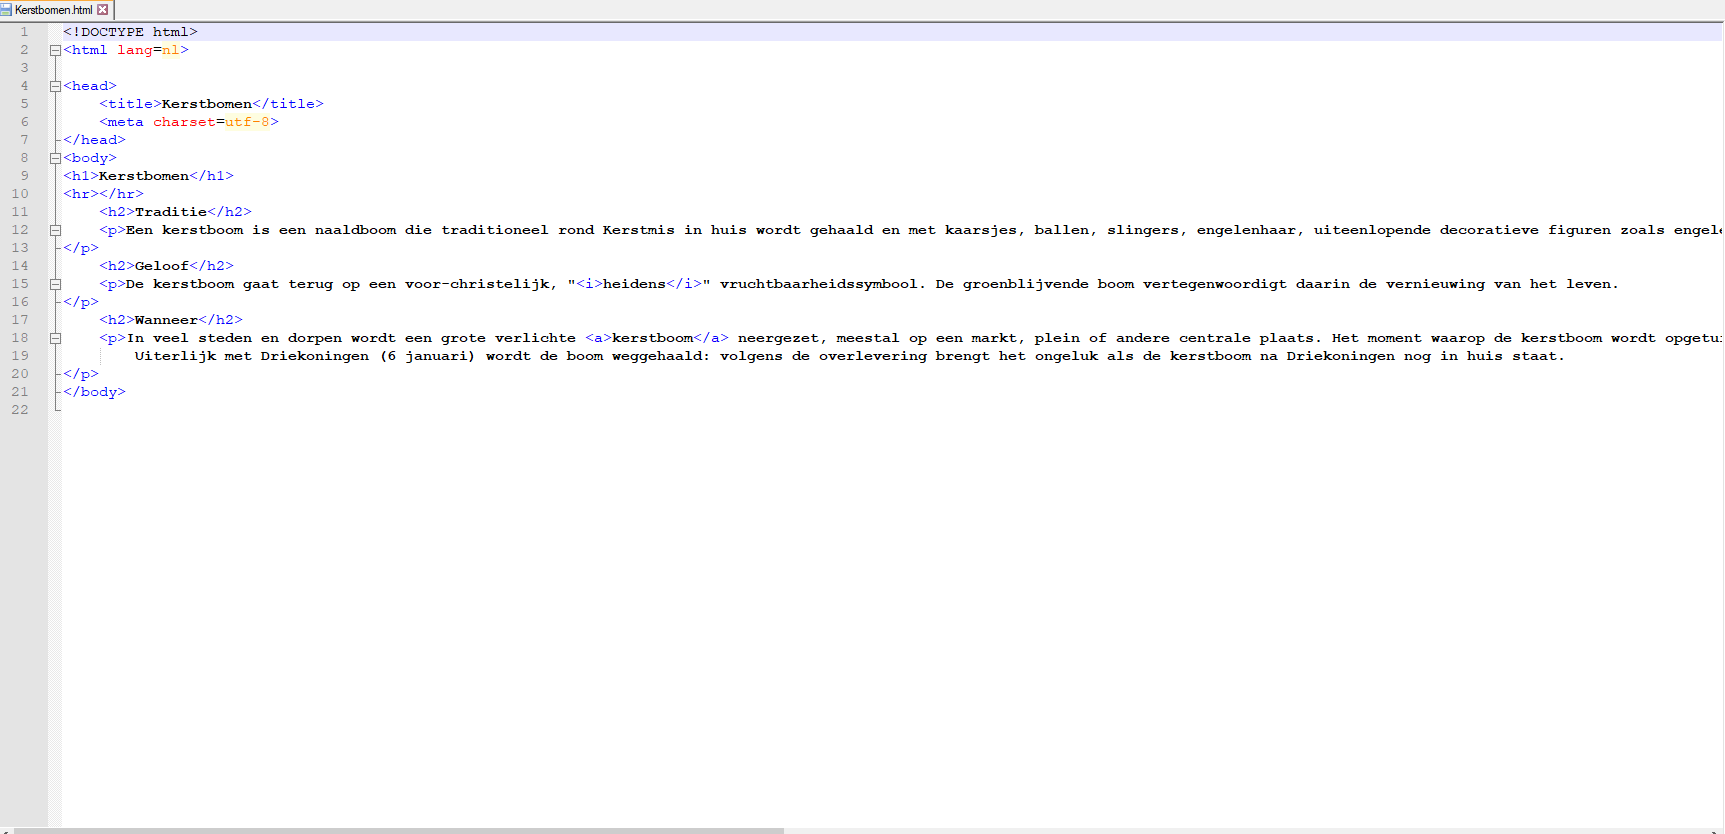 Kerstbomen.html
1 <!DOCTYPE html>
2 <html lang=nl>
3
4 <head>
5 <title>Kerstbomen</title>
6 <meta charset=utf-8>
7 </head>
8 <body>
9 <h1>Kerstbomen</h1>
10 <hr></hr>
11 <h2>Traditie</h2>
12 <p>Een kerstboom is een naaldboom die traditioneel rond Kerstmis in huis wordt gehaald en met kaarsjes, ballen, slingers, engelenhaar, uiteenlopende decoratieve figuren zoals
13 </p>
14 <h2>Geloof</h2>
15 <p>De kerstboom gaat terug op een voor-christelijk, "<i>heidens</i>" vruchtbaarheidssymbool. De groenblijvende boom vertegenwoordigt daarin de vernieuwing van het leven.
16 </p>
17 <h2>Wanneer</h2>
18 <p>In veel steden en dorpen wordt een grote verlichte <a>kerstboom</a> neergezet, meestal op een markt, plein of andere centrale plaats. Het moment waarop de kerstboom wordt
19 Uiterlijk met Driekoningen (6 januari) wordt de boom weggehaald: volgens de overlevering brengt het ongeluk als de kerstboom na Driekoningen nog in huis staat.
20 </p>
21 </body>
22